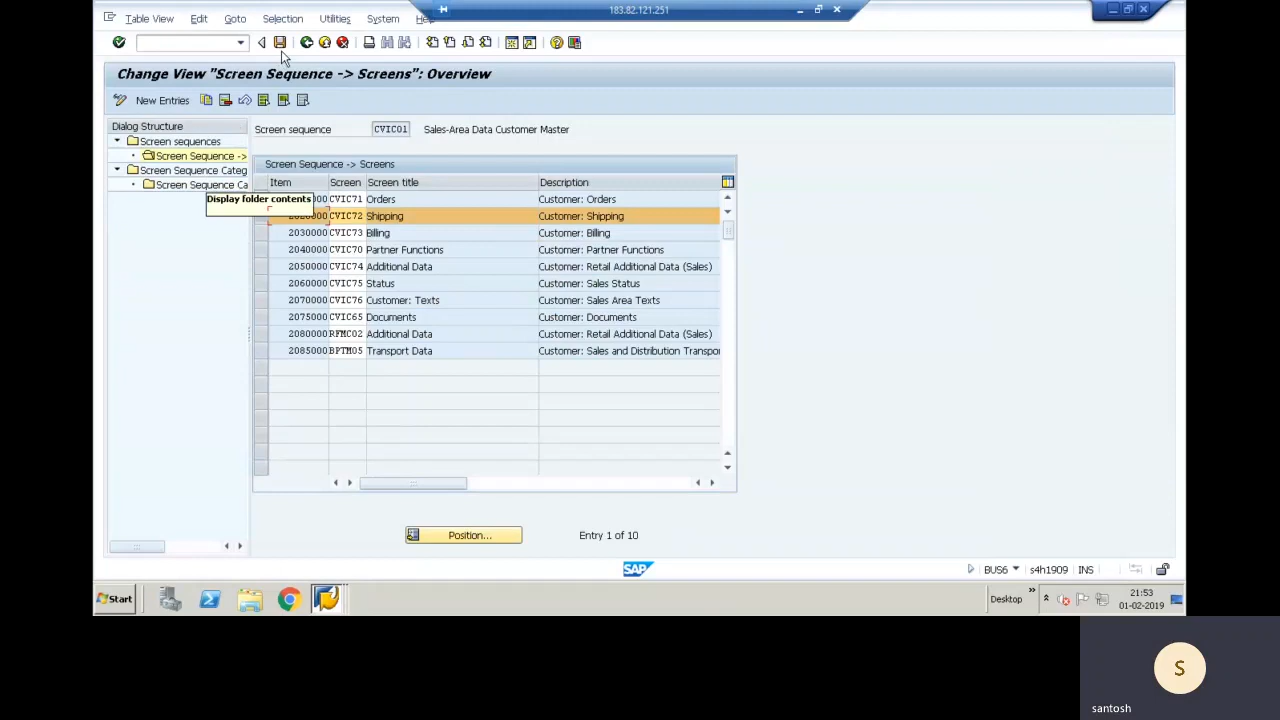 183.82.121.251
Table View Edit Goto Selection Utilities System Help
Change View "Screen Sequence -> Screens": Overview
New Entries
Dialog Structure
Screen sequences
Screen Sequence ->
Screen Sequence Categ
Screen Sequence Ca
Display folder contents
Screen sequence CVIC01 Sales-Area Data Customer Master
Screen Sequence -> Screens
Item Screen Screen title Description
CVIC71 Orders Customer: Orders
2020000 CVIC72 Shipping Customer: Shipping
2030000 CVIC73 Billing Customer: Billing
2040000 CVIC70 Partner Functions Customer: Partner Functions
2050000 CVIC74 Additional Data Customer: Retail Additional Data (Sales)
2060000 CVIC75 Status Customer: Sales Status
2070000 CVIC76 Customer: Texts Customer: Sales Area Texts
2075000 CVIC65 Documents Customer: Documents
2080000 RFMC02 Additional Data Customer: Retail Additional Data (Sales)
2085000 BPTM05 Transport Data Customer: Sales and Distribution Transpor
Position... Entry 1 of 10
SAP
BUS6 s4h1909 INS
Start
Desktop
21:53
01-02-2019
S
santosh